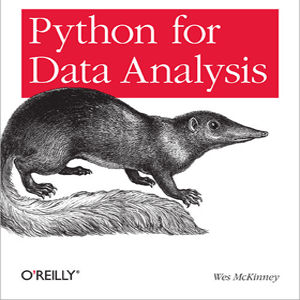 Python for
Data Analysis
O'REILLY®
Wes McKinney